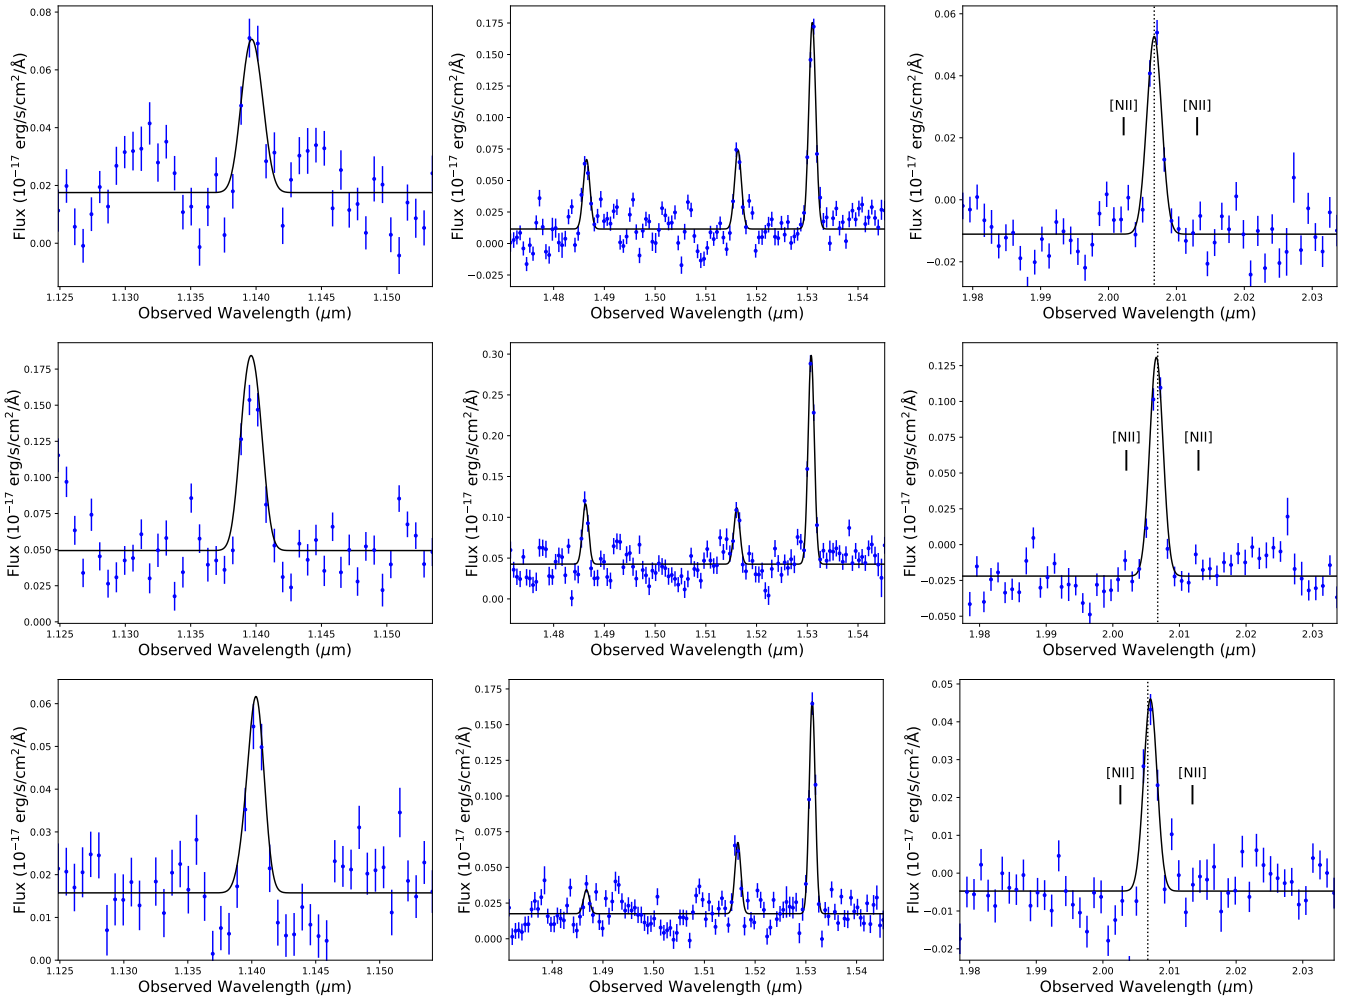 0.08
0.06
0.04
0.02
0.00
Flux (10⁻¹⁷ erg/s/cm²/Å)
1.125 1.130 1.135 1.140 1.145 1.150
Observed Wavelength (μm)
0.175
0.150
0.125
0.100
0.075
0.050
0.025
0.000
−0.025
Flux (10⁻¹⁷ erg/s/cm²/Å)
1.48 1.49 1.50 1.51 1.52 1.53 1.54
Observed Wavelength (μm)
0.06
0.04
0.02
0.00
−0.02
Flux (10⁻¹⁷ erg/s/cm²/Å)
[NII] [NII]
1.98 1.99 2.00 2.01 2.02 2.03
Observed Wavelength (μm)
0.175
0.150
0.125
0.100
0.075
0.050
0.025
0.000
Flux (10⁻¹⁷ erg/s/cm²/Å)
1.125 1.130 1.135 1.140 1.145 1.150
Observed Wavelength (μm)
0.30
0.25
0.20
0.15
0.10
0.05
0.00
Flux (10⁻¹⁷ erg/s/cm²/Å)
1.48 1.49 1.50 1.51 1.52 1.53 1.54
Observed Wavelength (μm)
0.125
0.100
0.075
0.050
0.025
0.000
−0.025
−0.050
Flux (10⁻¹⁷ erg/s/cm²/Å)
[NII] [NII]
1.98 1.99 2.00 2.01 2.02 2.03
Observed Wavelength (μm)
0.06
0.05
0.04
0.03
0.02
0.01
0.00
Flux (10⁻¹⁷ erg/s/cm²/Å)
1.125 1.130 1.135 1.140 1.145 1.150
Observed Wavelength (μm)
0.175
0.150
0.125
0.100
0.075
0.050
0.025
0.000
Flux (10⁻¹⁷ erg/s/cm²/Å)
1.48 1.49 1.50 1.51 1.52 1.53 1.54
Observed Wavelength (μm)
0.05
0.04
0.03
0.02
0.01
0.00
−0.01
−0.02
Flux (10⁻¹⁷ erg/s/cm²/Å)
[NII] [NII]
1.98 1.99 2.00 2.01 2.02 2.03
Observed Wavelength (μm)